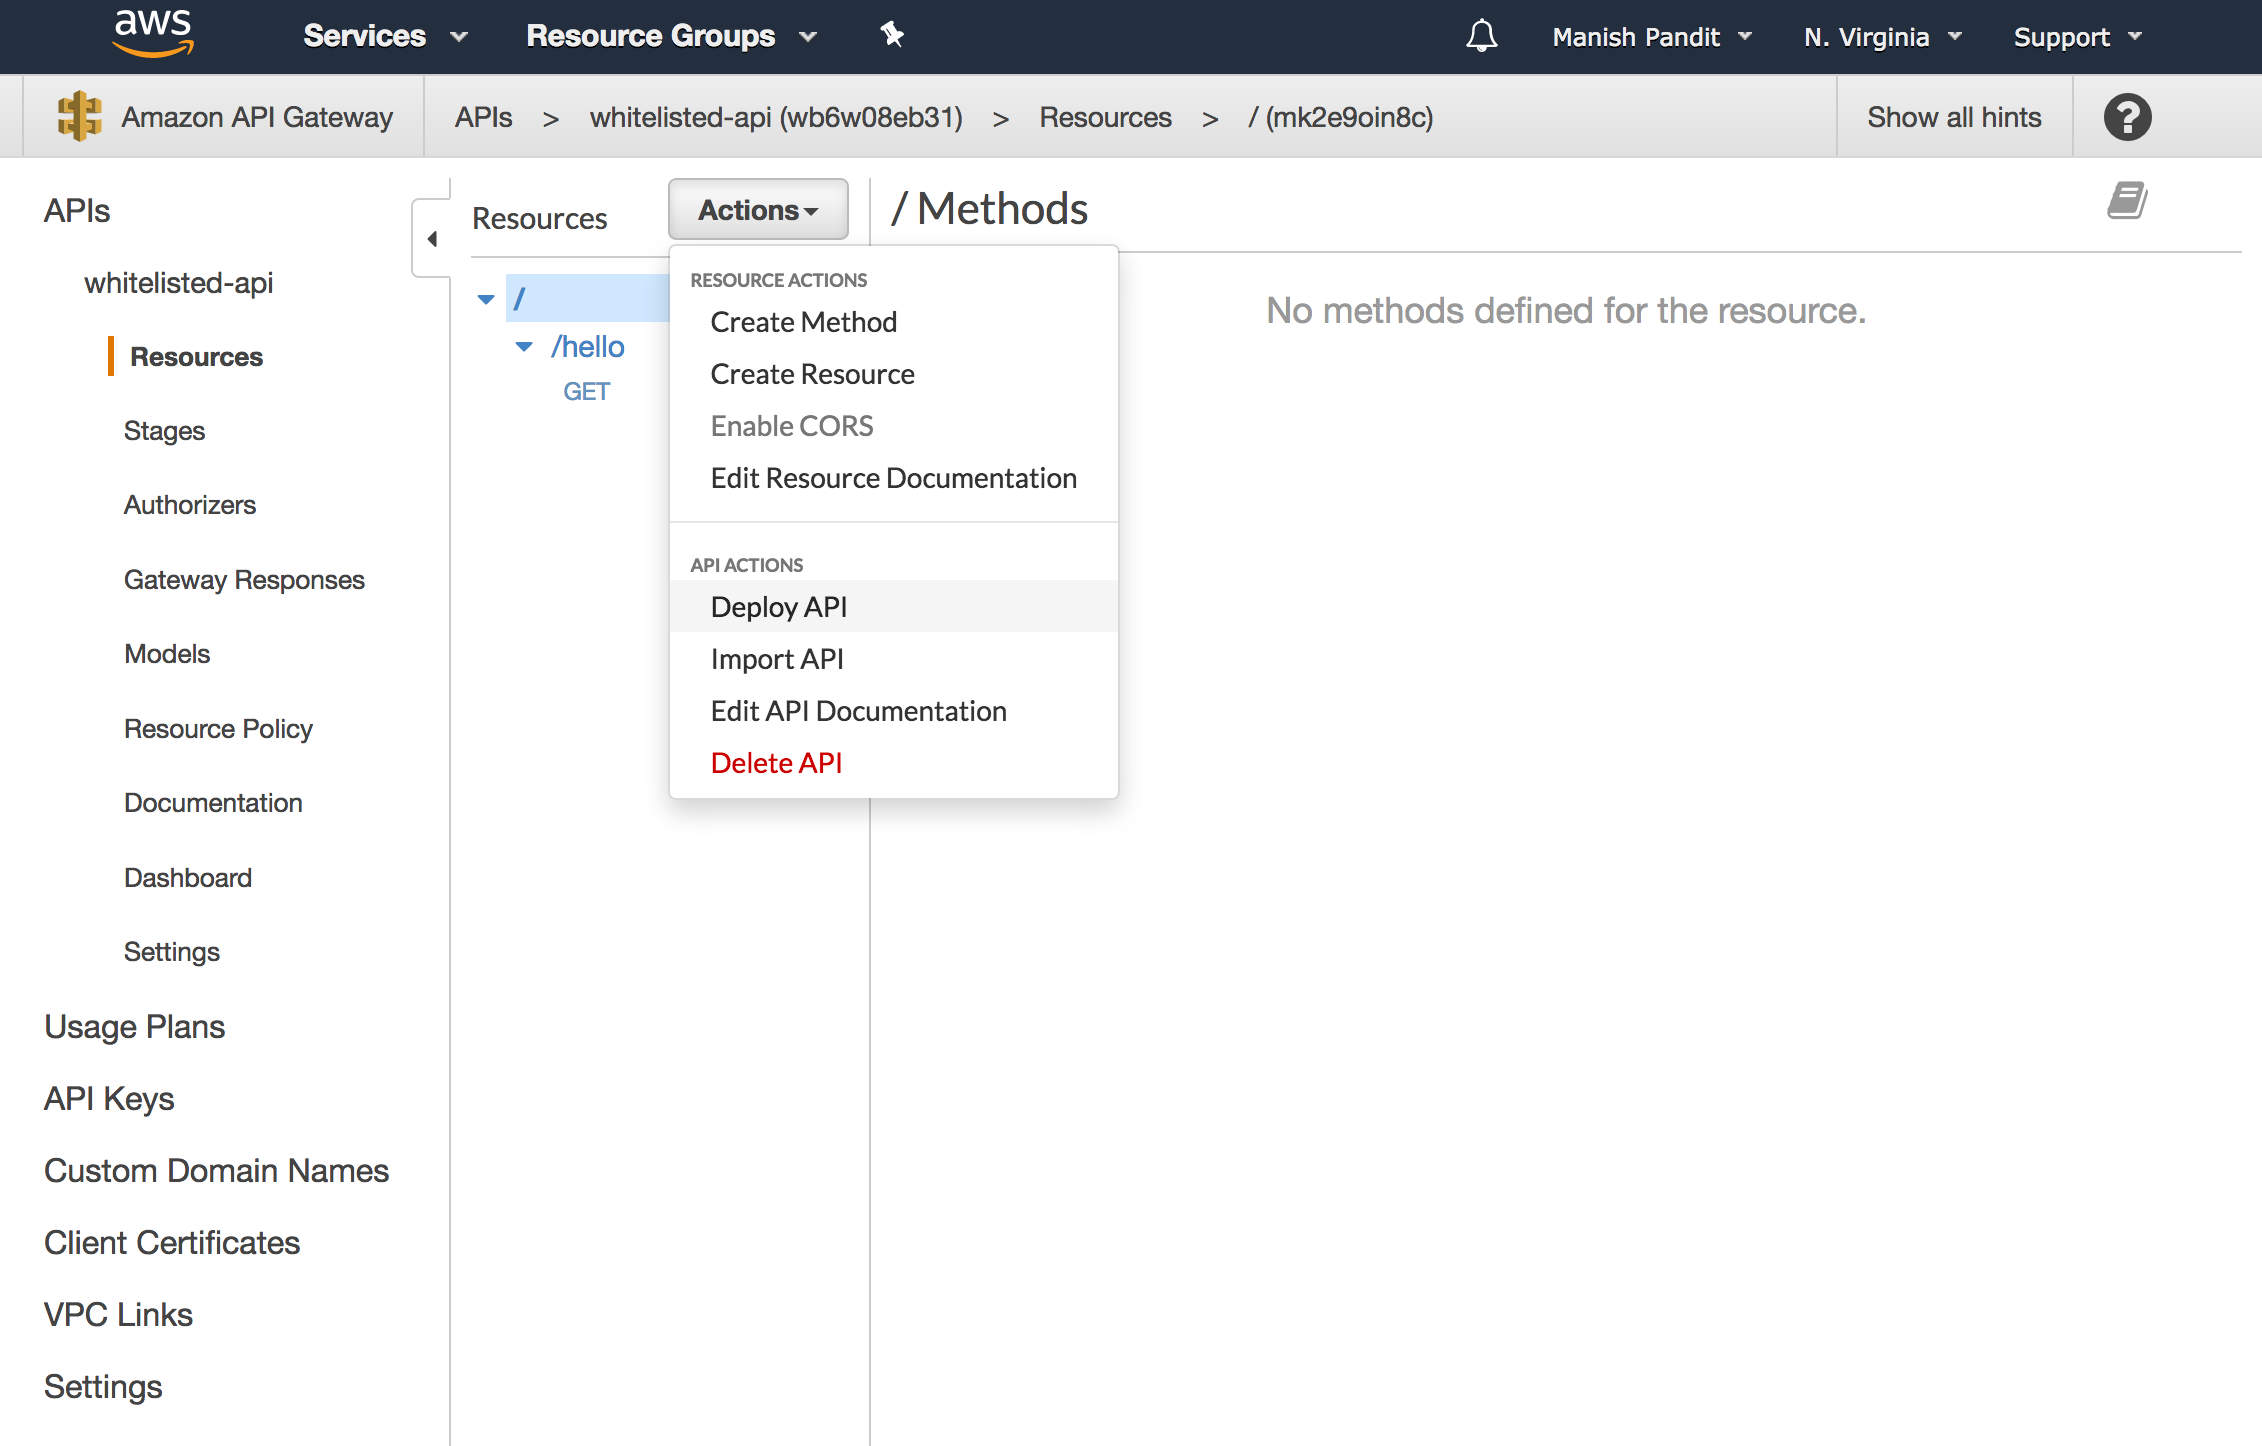 aws Services Resource Groups Manish Pandit N. Virginia Support
Amazon API Gateway APIs > whitelisted-api (wb6w08eb31) > Resources > / (mk2e9oin8c) Show all hints ?
APIs
whitelisted-api
Resources
Stages
Authorizers
Gateway Responses
Models
Resource Policy
Documentation
Dashboard
Settings
Usage Plans
API Keys
Custom Domain Names
Client Certificates
VPC Links
Settings
Resources Actions
/
/hello
GET
RESOURCE ACTIONS
Create Method
Create Resource
Enable CORS
Edit Resource Documentation
API ACTIONS
Deploy API
Import API
Edit API Documentation
Delete API
/ Methods
No methods defined for the resource.